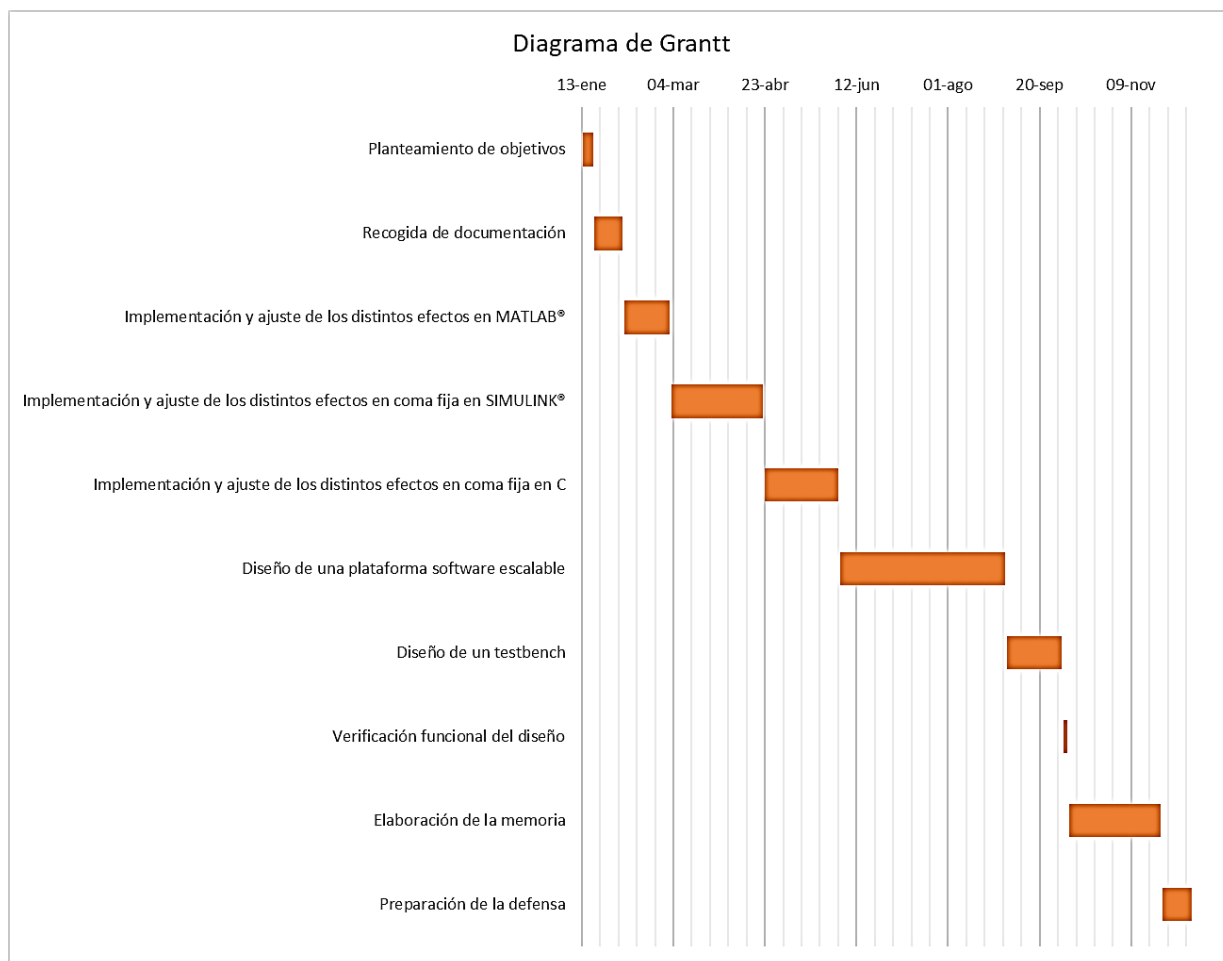 Diagrama de Grantt
13-ene 04-mar 23-abr 12-jun 01-ago 20-sep 09-nov
Planteamiento de objetivos
Recogida de documentación
Implementación y ajuste de los distintos efectos en MATLAB®
Implementación y ajuste de los distintos efectos en coma fija en SIMULINK®
Implementación y ajuste de los distintos efectos en coma fija en C
Diseño de una plataforma software escalable
Diseño de un testbench
Verificación funcional del diseño
Elaboración de la memoria
Preparación de la defensa